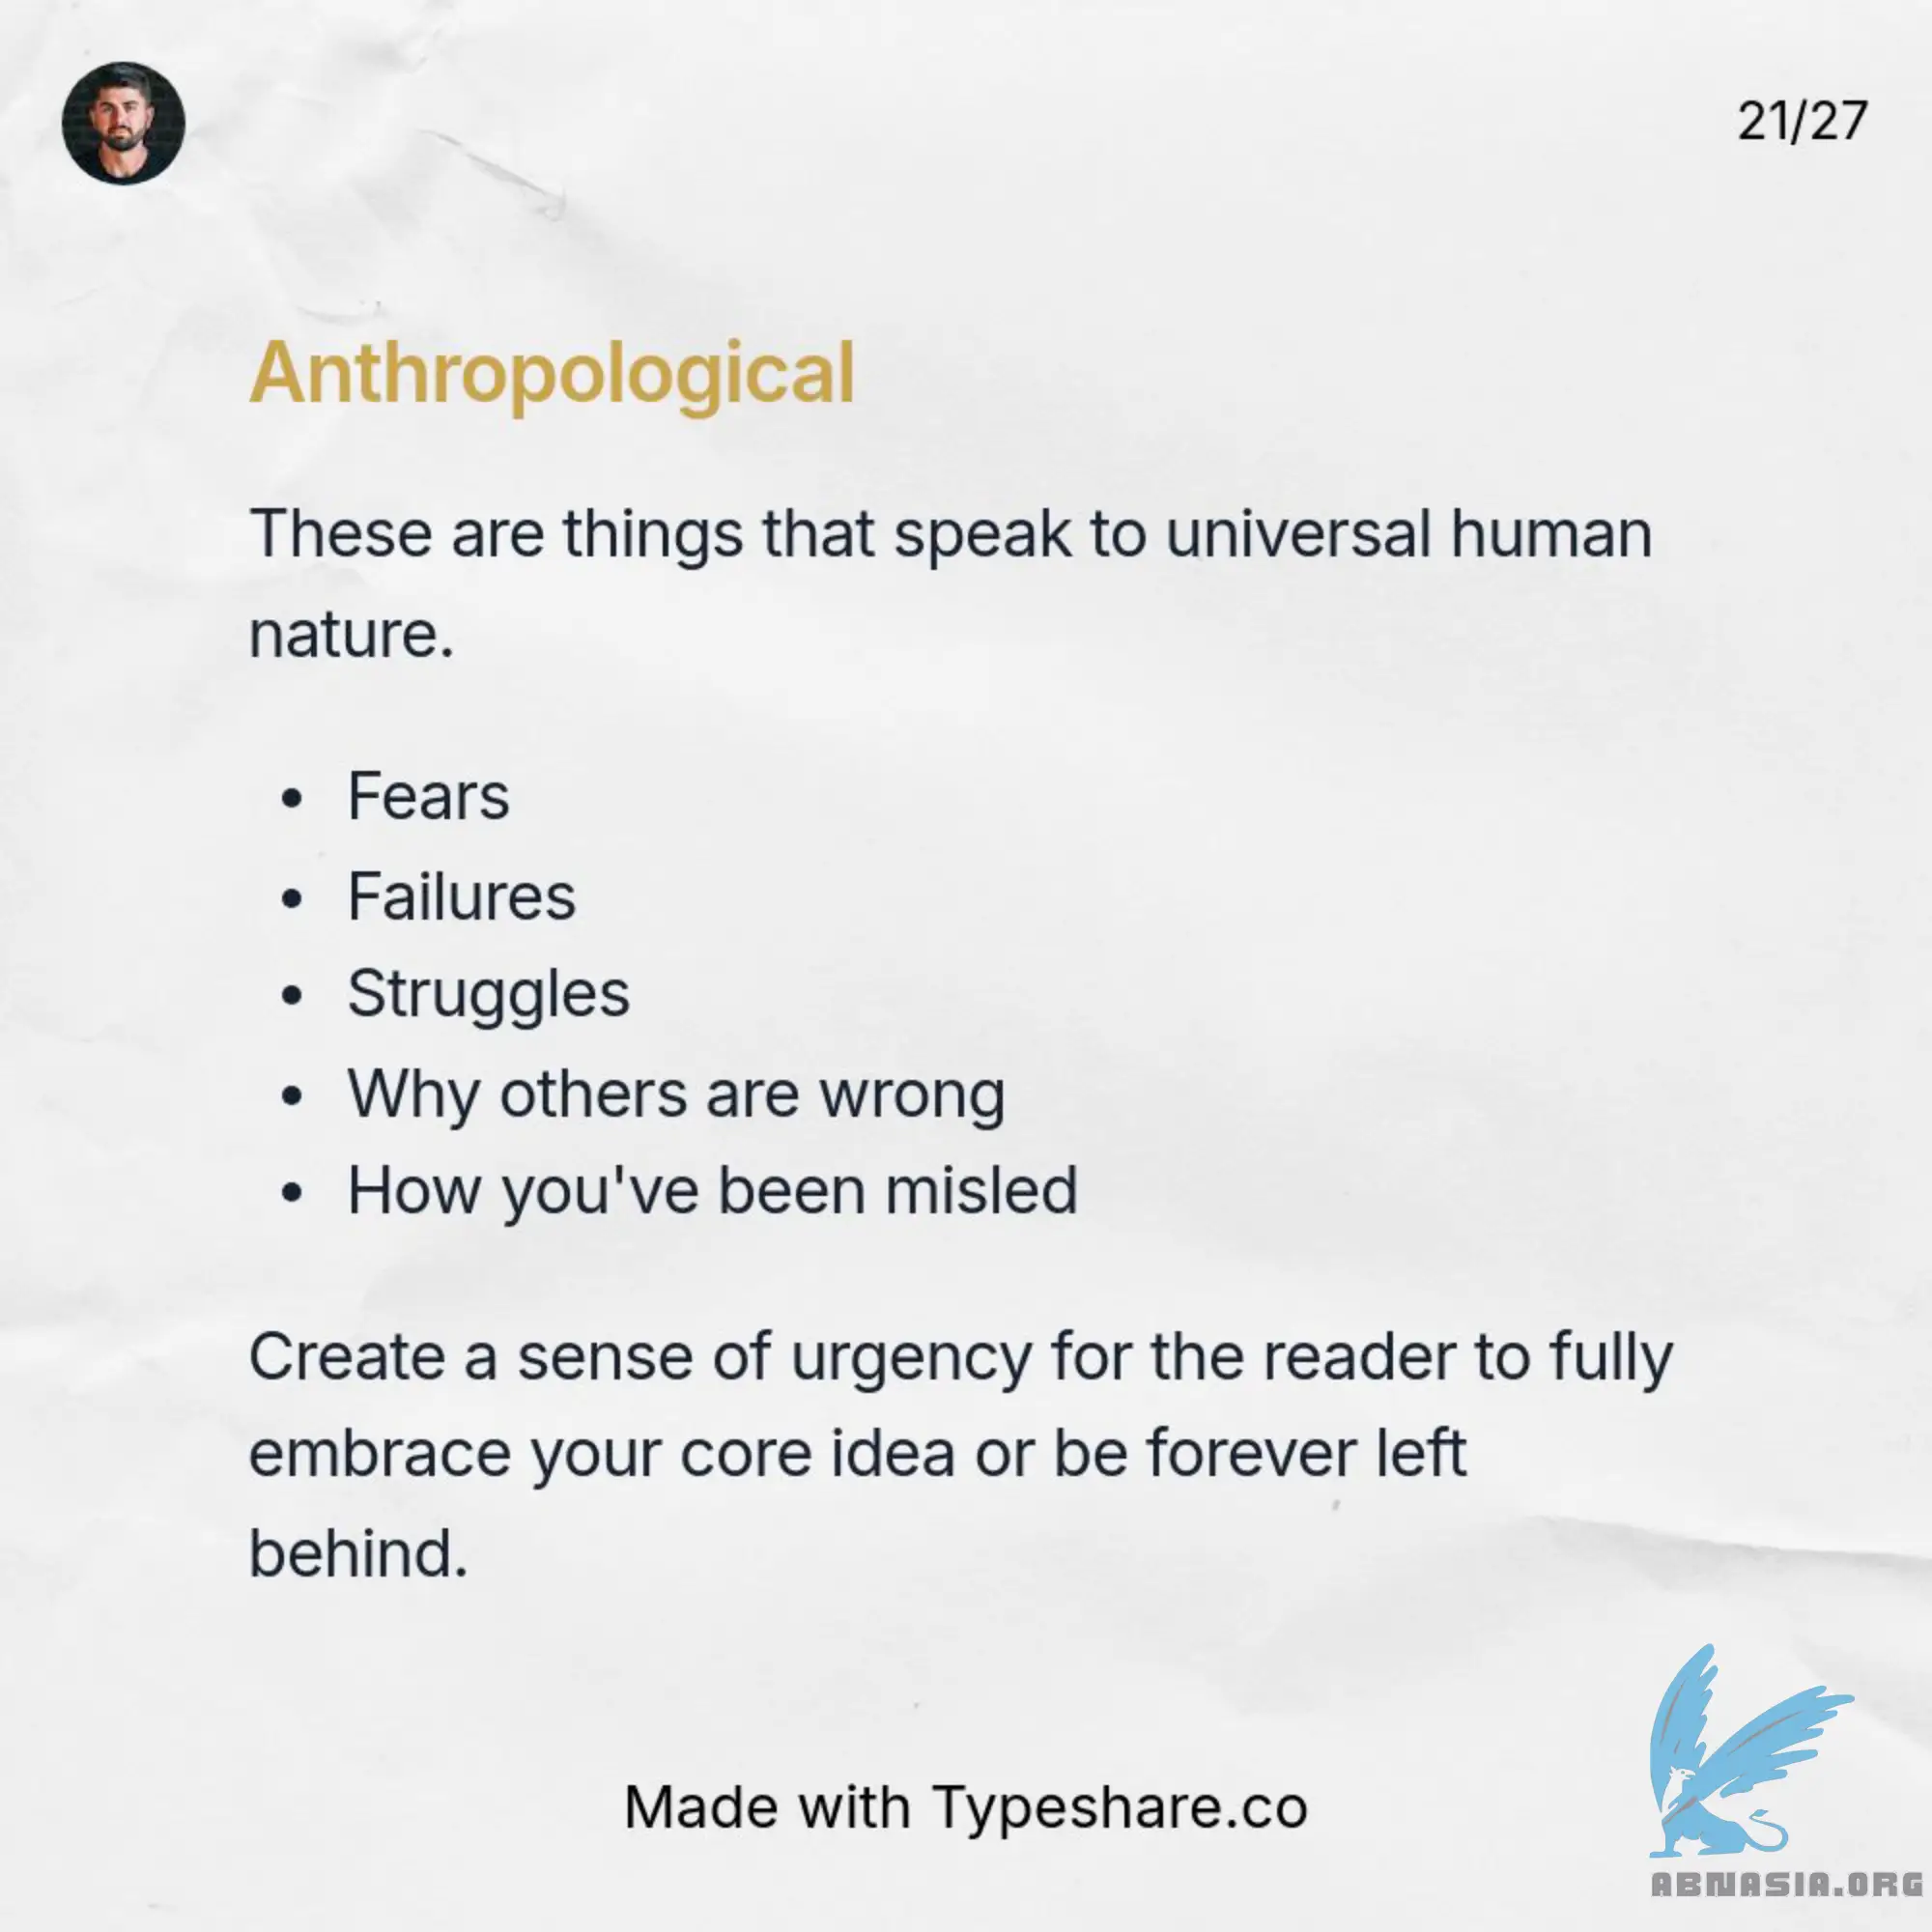 21/27
Anthropological
These are things that speak to universal human
nature.
• Fears
• Failures
• Struggles
• Why others are wrong
• How you've been misled
Create a sense of urgency for the reader to fully
embrace your core idea or be forever left
behind.
Made with Typeshare.co
ABNASIA.ORG